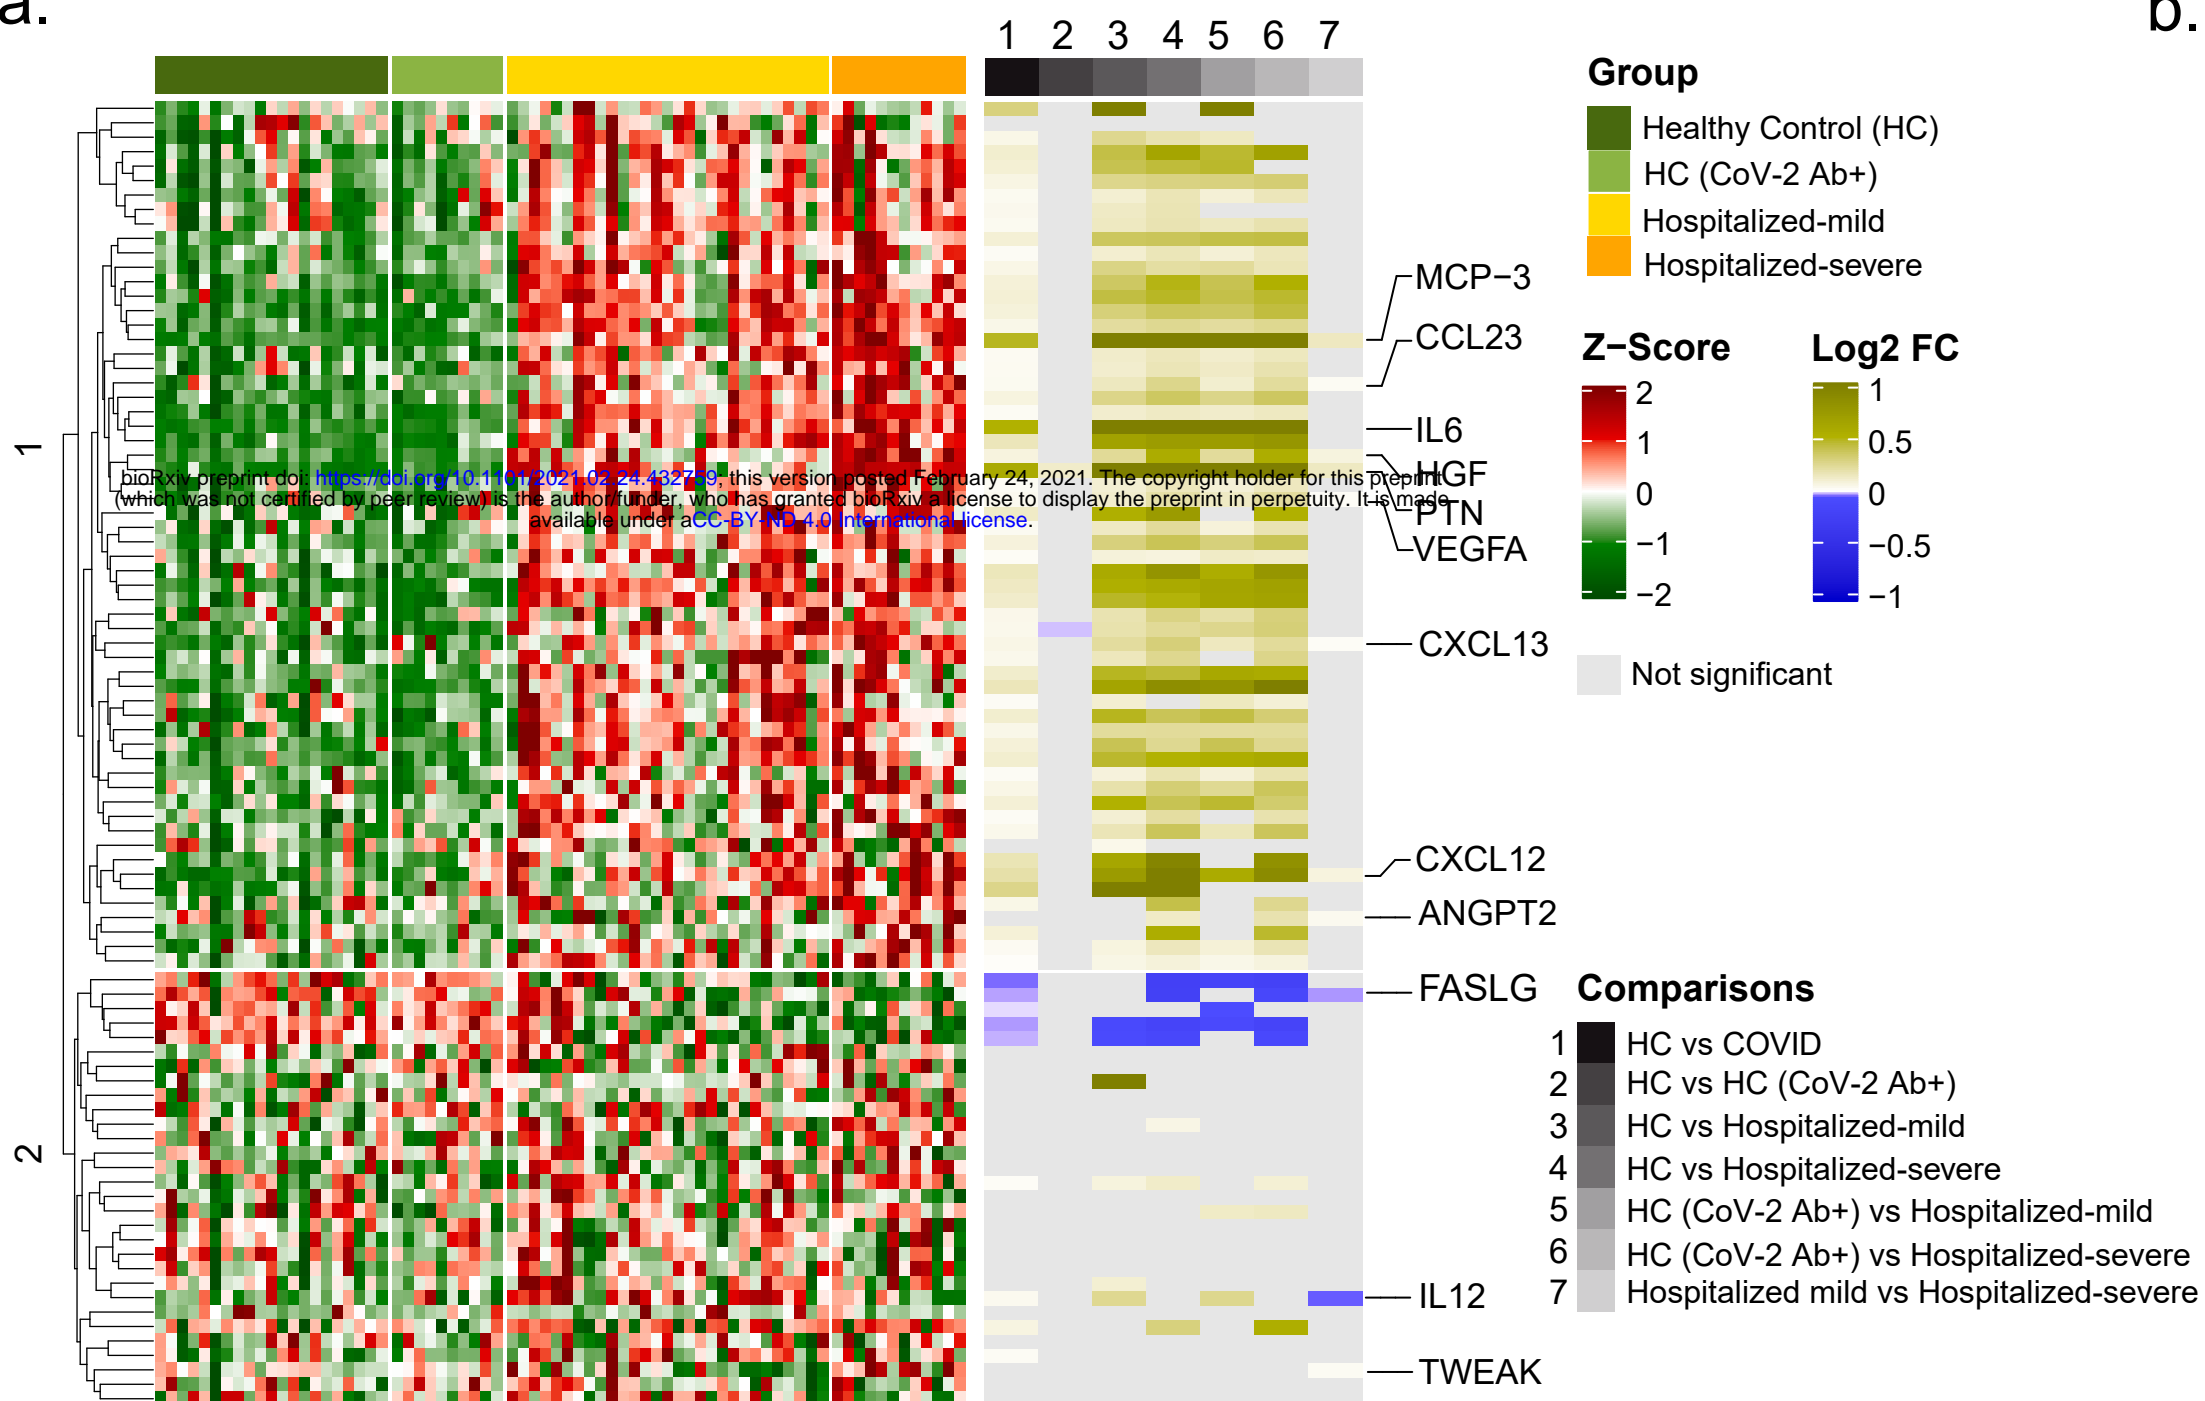 a.
b.
1 2 3 4 5 6 7
Group
Healthy Control (HC)
HC (CoV-2 Ab+)
Hospitalized-mild
Hospitalized-severe
MCP−3
CCL23
IL6
HGF
PTN
VEGFA
CXCL13
CXCL12
ANGPT2
FASLG
IL12
TWEAK
Z−Score
2
1
0
−1
−2
Log2 FC
1
0.5
0
−0.5
−1
Not significant
1
2
bioRxiv preprint doi: https://doi.org/10.1101/2021.02.24.432759; this version posted February 24, 2021. The copyright holder for this preprint
(which was not certified by peer review) is the author/funder, who has granted bioRxiv a license to display the preprint in perpetuity. It is made
available under aCC-BY-ND 4.0 International license.
Comparisons
1 HC vs COVID
2 HC vs HC (CoV-2 Ab+)
3 HC vs Hospitalized-mild
4 HC vs Hospitalized-severe
5 HC (CoV-2 Ab+) vs Hospitalized-mild
6 HC (CoV-2 Ab+) vs Hospitalized-severe
7 Hospitalized mild vs Hospitalized-severe